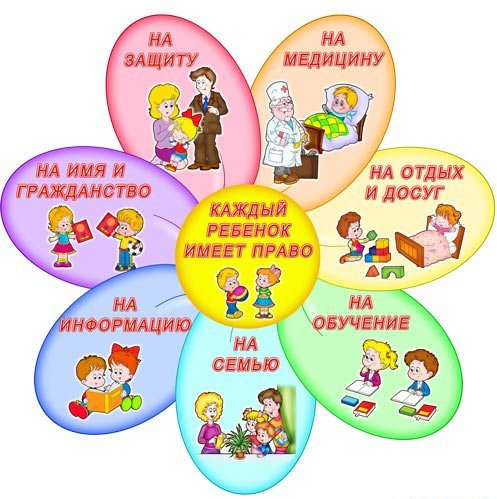 КАЖДЫЙ
РЕБЕНОК
ИМЕЕТ ПРАВО
НА
ЗАЩИТУ
НА
МЕДИЦИНУ
НА ОТДЫХ
И ДОСУГ
НА
ОБУЧЕНИЕ
НА
СЕМЬЮ
НА
ИНФОРМАЦИЮ
НА ИМЯ И
ГРАЖДАНСТВО